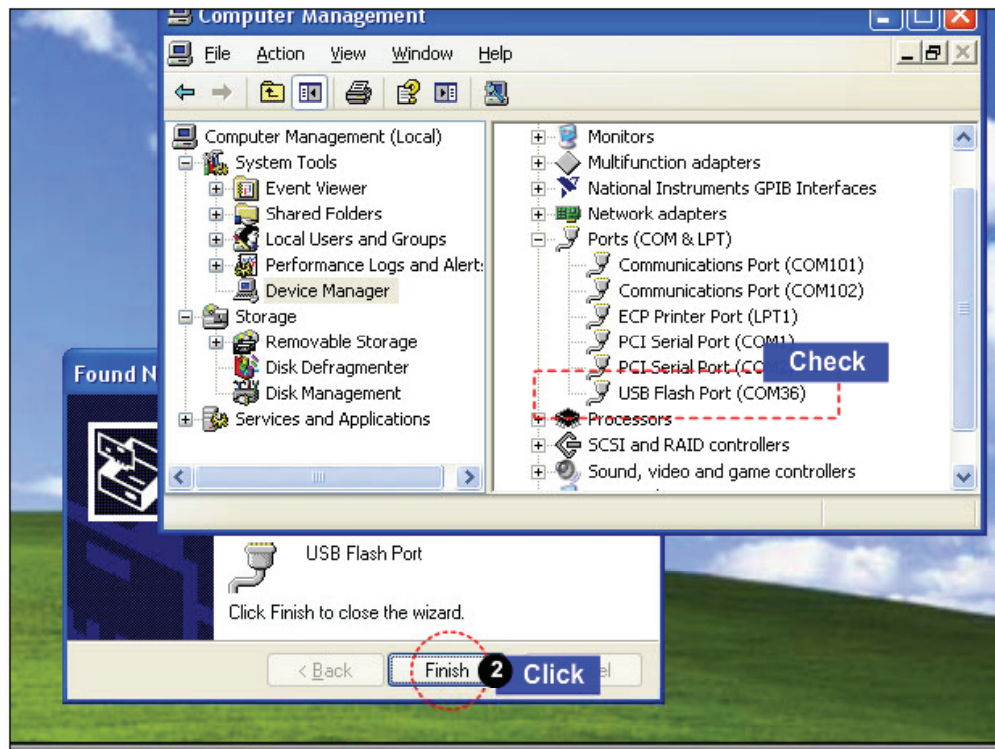 Computer Management
File Action View Window Help
Computer Management (Local)
System Tools
Event Viewer
Shared Folders
Local Users and Groups
Performance Logs and Alert
Device Manager
Storage
Removable Storage
Disk Defragmenter
Disk Management
Services and Applications
Monitors
Multifunction adapters
National Instruments GPIB Interfaces
Network adapters
Ports (COM & LPT)
Communications Port (COM101)
Communications Port (COM102)
ECP Printer Port (LPT1)
PCI Serial Port (COM1)
PCI Serial Port
Check
USB Flash Port (COM36)
Processors
SCSI and RAID controllers
Sound, video and game controllers
Found N
USB Flash Port
Click Finish to close the wizard.
< Back Finish 2 Click el